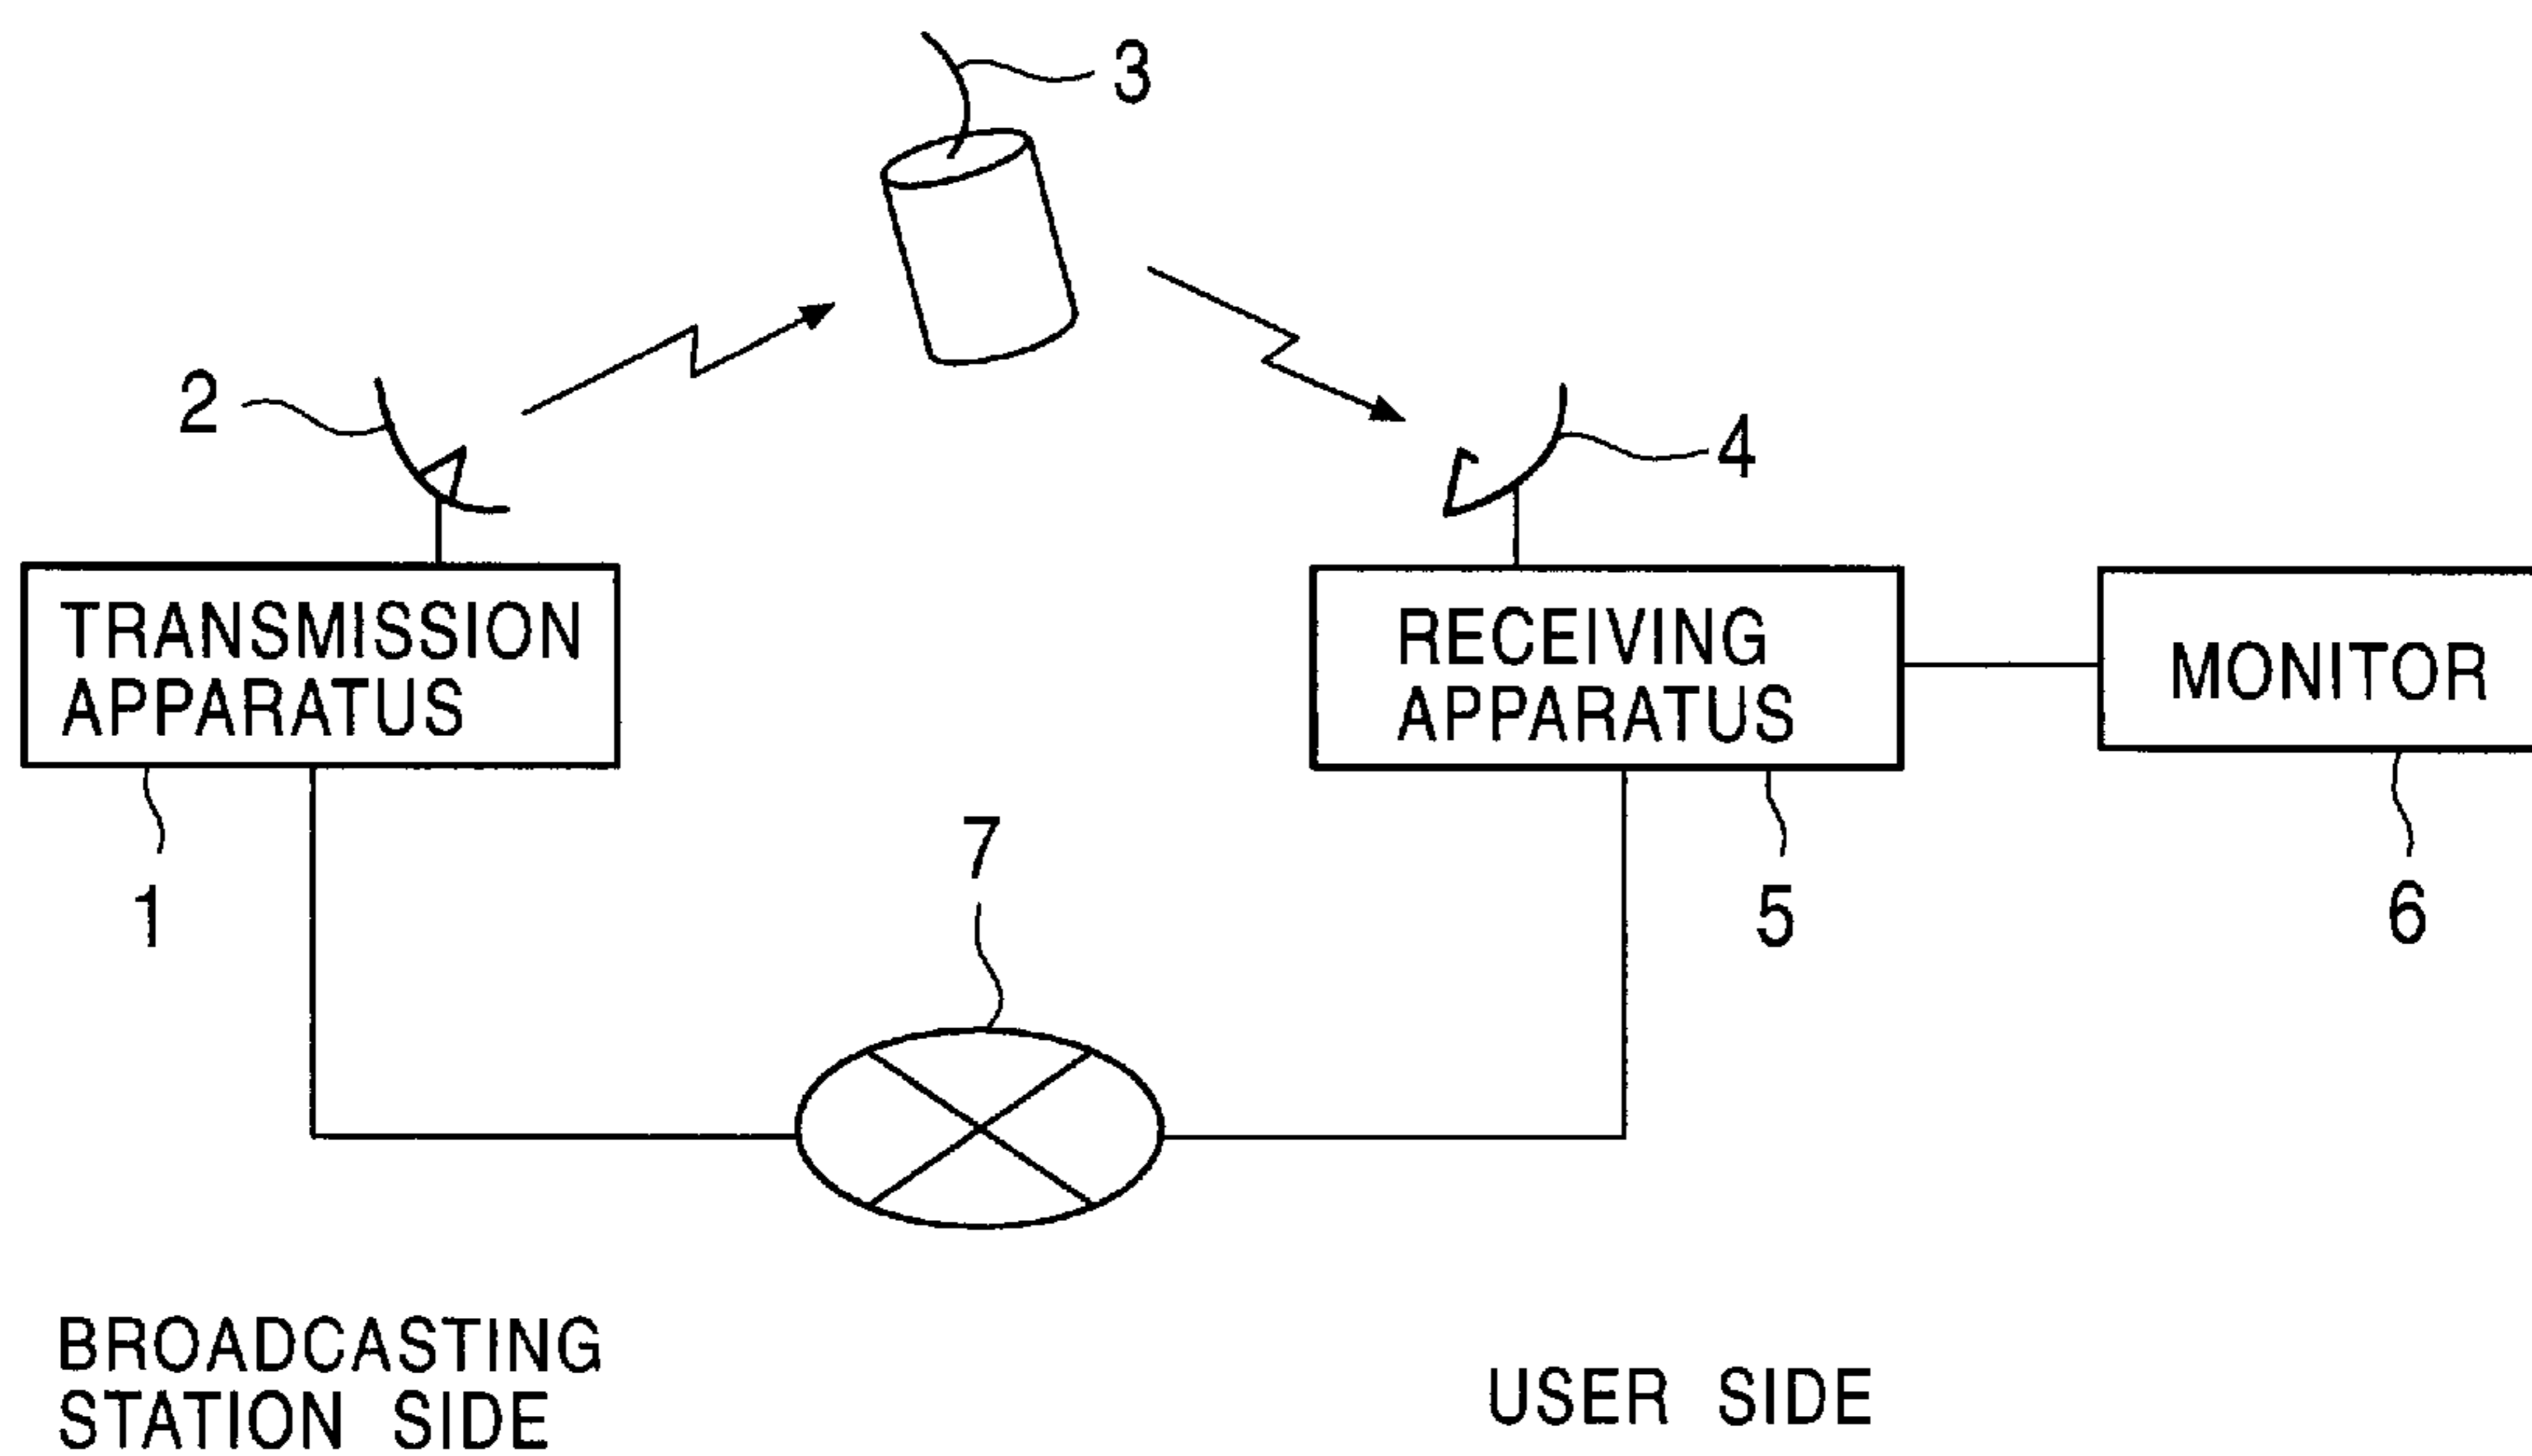 3
2
4
TRANSMISSION
APPARATUS
RECEIVING
APPARATUS
MONITOR
1
7
5
6
BROADCASTING
STATION SIDE
USER SIDE